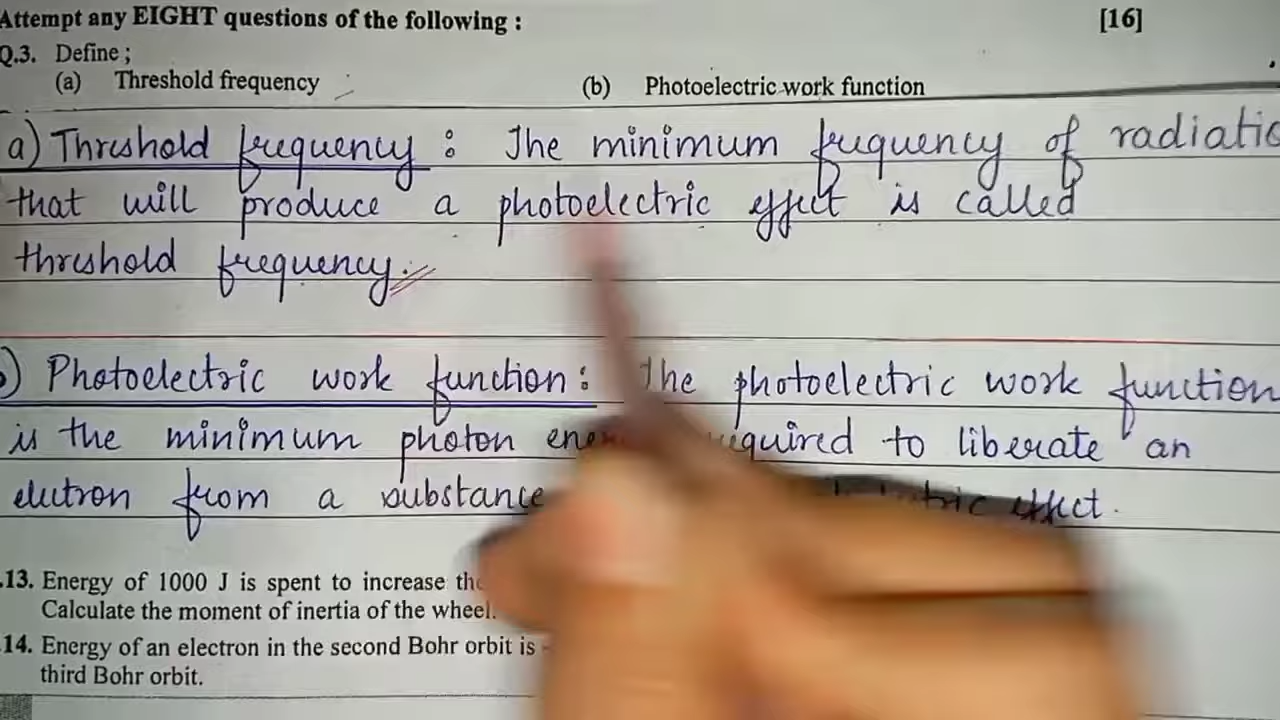 Attempt any EIGHT questions of the following : [16]
Q.3. Define ;
(a) Threshold frequency (b) Photoelectric work function
a) Threshold frequency : The minimum frequency of
that will produce a photoelectric effect is called
threshold frequency.
) Photoelectric work function : The photoelectric work function
is the minimum photon required to liberate an
electron from a substance effect.
.13. Energy of 1000 J is spent to increase
Calculate the moment of inertia of the wheel.
.14. Energy of an electron in the second Bohr orbit is
third Bohr orbit.